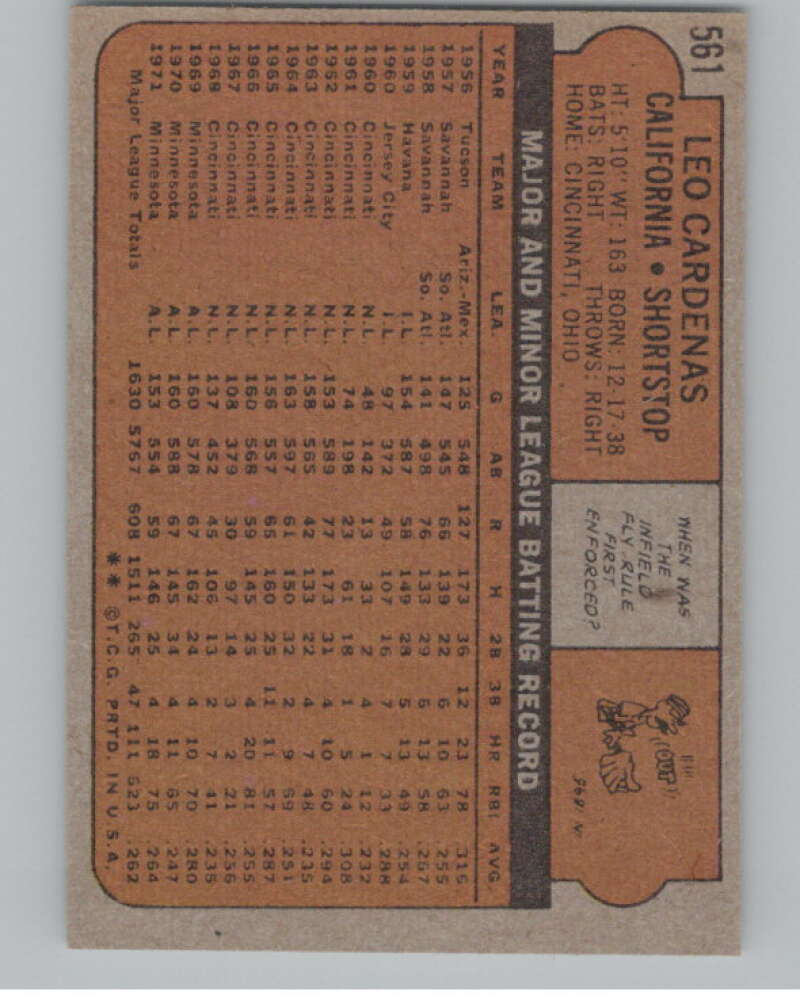 561
LEO CARDENAS
CALIFORNIA • SHORTSTOP
HT: 5'10" WT: 163 BORN: 12-17-38
BATS: RIGHT THROWS: RIGHT
HOME: CINCINNATI, OHIO
WHEN WAS
THE
INFIELD
FLY RULE
FIRST
ENFORCED?
"OUT"
IN 1896
MAJOR AND MINOR LEAGUE BATTING RECORD
YEAR TEAM LEA. G AB R H 2B 3B HR RBI AVG
1956 Tucson Ariz.-Mex. 125 548 127 173 36 12 23 78 .316
1957 Savannah So. Atl. 147 545 66 139 22 6 10 63 .255
1958 Savannah So. Atl. 141 498 76 133 29 6 13 58 .267
1959 Havana I.L. 154 587 58 149 28 5 13 49 .254
1960 Jersey City I.L. 97 372 49 107 16 7 7 33 .288
1960 Cincinnati N.L. 48 142 13 33 2 4 1 12 .232
1961 Cincinnati N.L. 74 198 23 61 18 1 5 24 .308
1962 Cincinnati N.L. 153 589 77 173 31 4 10 60 .294
1963 Cincinnati N.L. 158 565 42 133 22 4 7 48 .235
1964 Cincinnati N.L. 163 597 61 150 32 2 9 69 .251
1965 Cincinnati N.L. 156 557 65 160 25 11 11 57 .287
1966 Cincinnati N.L. 160 568 59 145 25 4 20 81 .255
1967 Cincinnati N.L. 108 379 30 97 14 3 2 21 .256
1968 Cincinnati N.L. 137 452 45 106 13 2 7 41 .235
1969 Minnesota A.L. 160 578 67 162 24 4 10 70 .280
1970 Minnesota A.L. 160 588 67 145 34 4 11 65 .247
1971 Minnesota A.L. 153 554 59 146 25 4 18 75 .264
Major League Totals 1630 5767 608 1511 265 47 111 623 .262
** © T.C.G. PRTD. IN U.S.A.